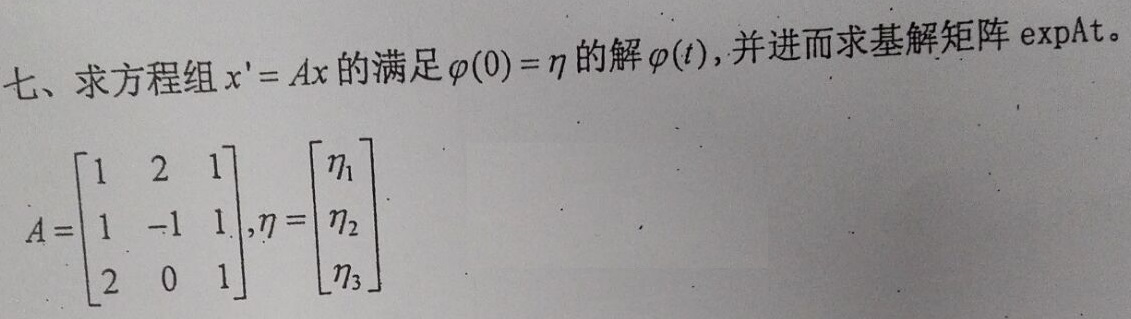 七、求方程组 x' = Ax 的满足 φ(0) = η 的解 φ(t), 并进而求基解矩阵 expAt。
A = [1 2 1; 1 -1 1; 2 0 1], η = [η₁; η₂; η₃]